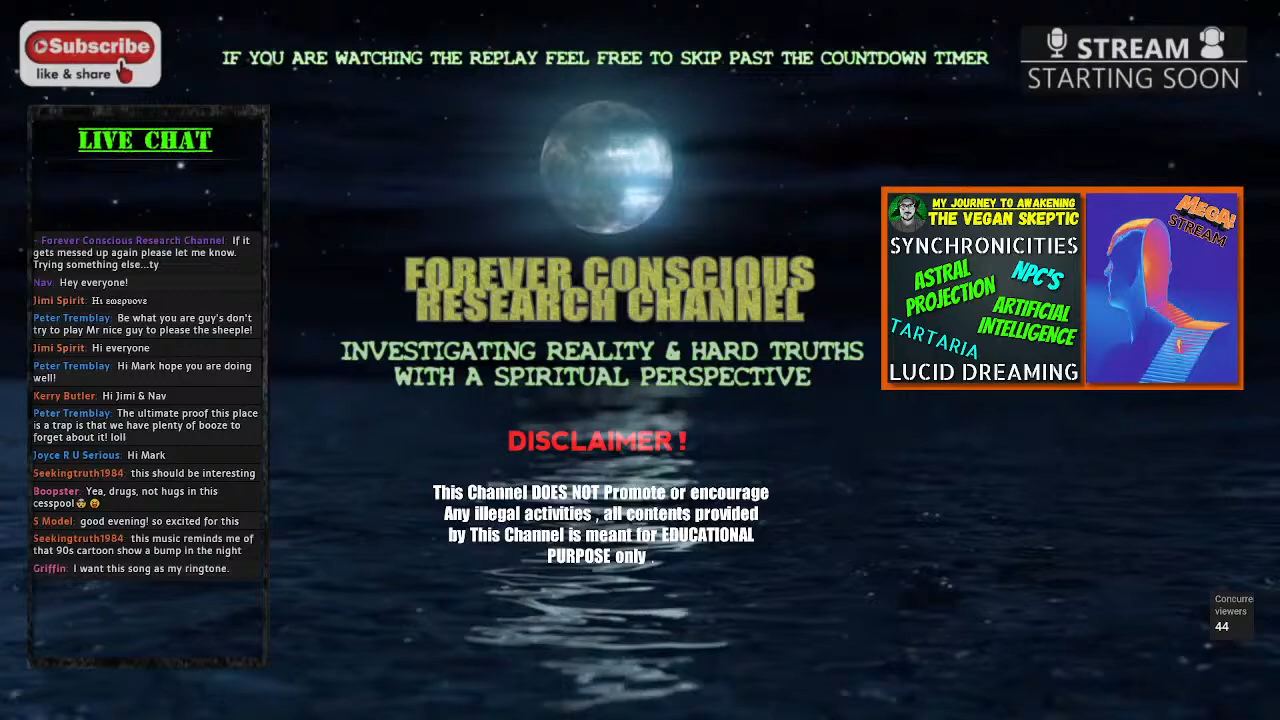 Subscribe
like & share
IF YOU ARE WATCHING THE REPLAY FEEL FREE TO SKIP PAST THE COUNTDOWN TIMER
STREAM
STARTING SOON
LIVE CHAT
- Forever Conscious Research Channel: If it
gets messed up again please let me know.
Trying something else...ty
Nav: Hey everyone!
Jimi Spirit:
Peter Tremblay: Be what you are guy's don't
try to play Mr nice guy to please the sheeple!
Jimi Spirit: Hi everyone
Peter Tremblay: Hi Mark hope you are doing
well!
Kerry Butler: Hi Jimi & Nav
Peter Tremblay: The ultimate proof this place
is a trap is that we have plenty of booze to
forget about it! loll
Joyce R U Serious: Hi Mark
Seekingtruth1984: this should be interesting
Boopster: Yea, drugs, not hugs in this
cesspool
S Model: good evening! so excited for this
Seekingtruth1984: this music reminds me of
that 90s cartoon show a bump in the night
Griffin: I want this song as my ringtone.
FOREVER CONSCIOUS
RESEARCH CHANNEL
INVESTIGATING REALITY & HARD TRUTHS
WITH A SPIRITUAL PERSPECTIVE
DISCLAIMER !
This Channel DOES NOT Promote or encourage
Any illegal activities , all contents provided
by This Channel is meant for EDUCATIONAL
PURPOSE only .
MY JOURNEY TO AWAKENING
THE VEGAN SKEPTIC
SYNCHRONICITIES
ASTRAL
PROJECTION
NPC'S
ARTIFICIAL
INTELLIGENCE
TARTARIA
LUCID DREAMING
MEGA!
STREAM
Concurre
viewers
44